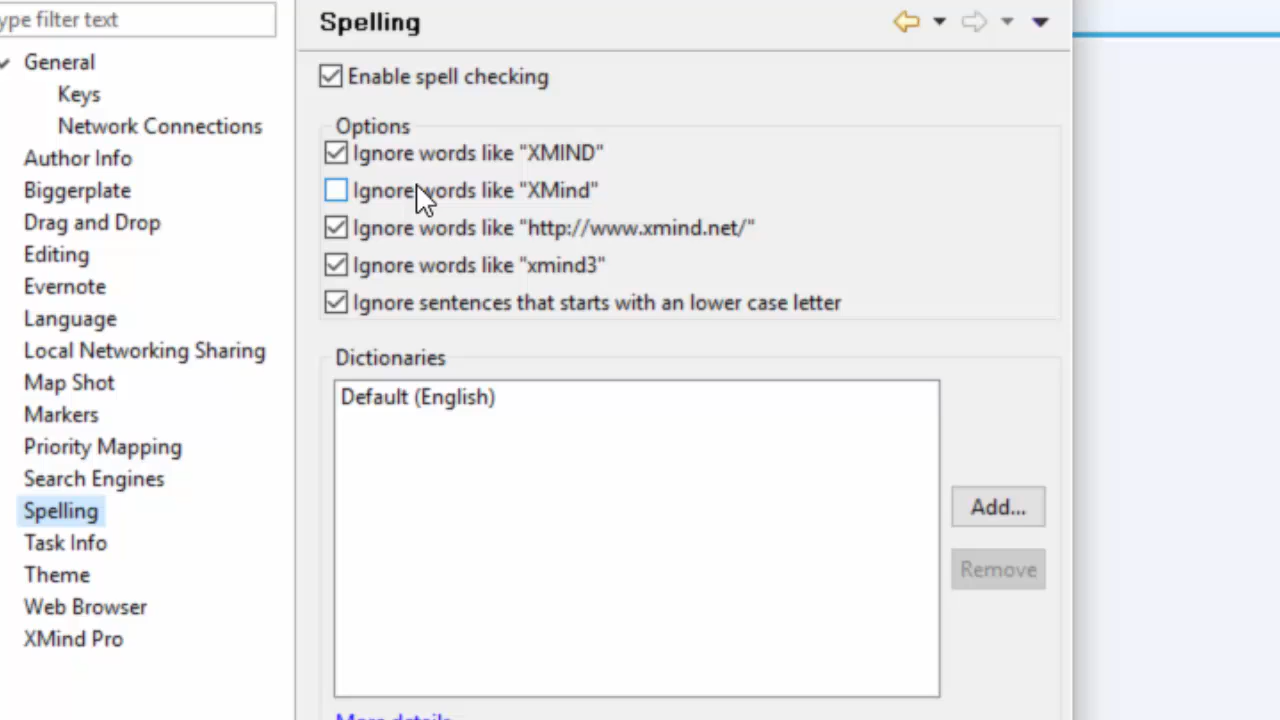 ype filter text
General
Keys
Network Connections
Author Info
Biggerplate
Drag and Drop
Editing
Evernote
Language
Local Networking Sharing
Map Shot
Markers
Priority Mapping
Search Engines
Spelling
Task Info
Theme
Web Browser
XMind Pro
Spelling
Enable spell checking
Options
Ignore words like "XMIND"
Ignore words like "XMind"
Ignore words like "http://www.xmind.net/"
Ignore words like "xmind3"
Ignore sentences that starts with an lower case letter
Dictionaries
Default (English)
Add...
Remove
More details